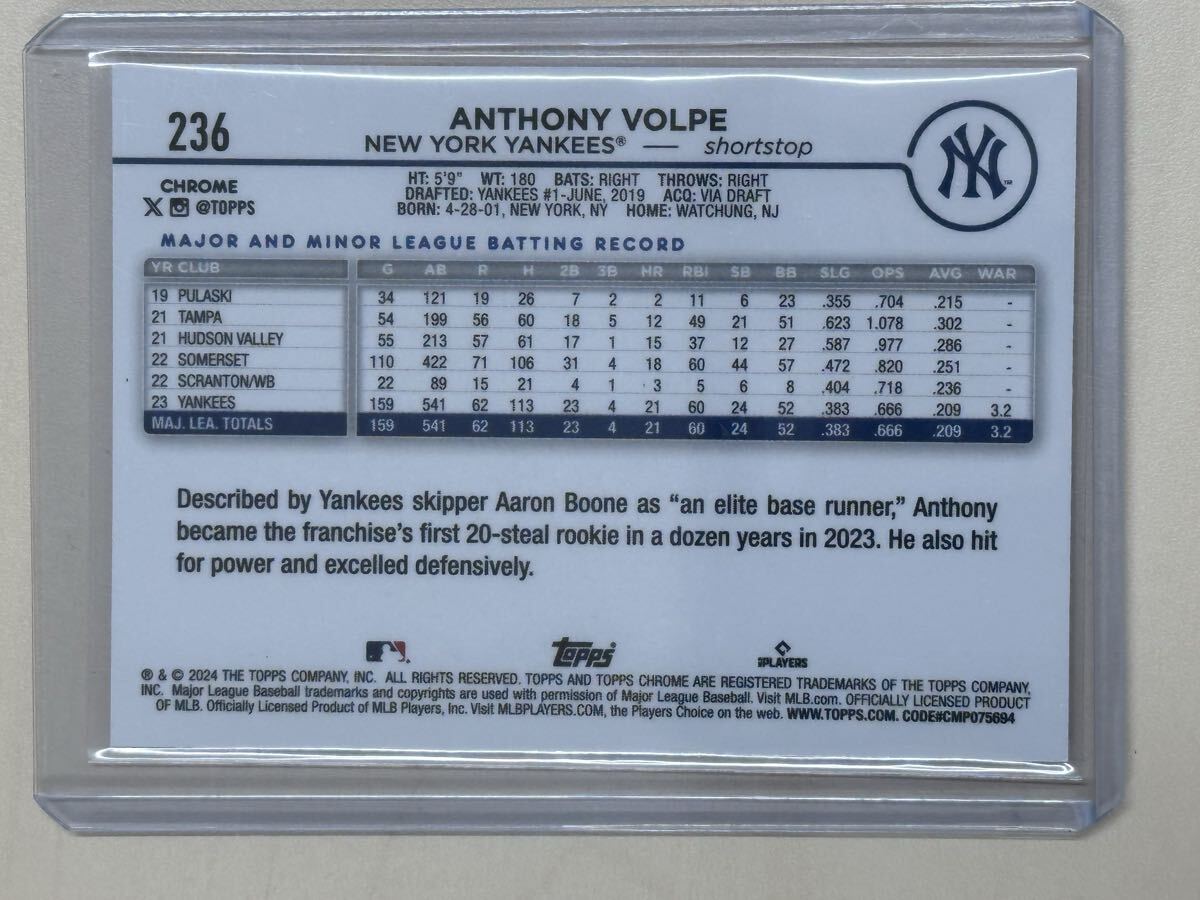 236
ANTHONY VOLPE
NEW YORK YANKEES® — shortstop
NY ™
CHROME
X @TOPPS
HT: 5'9" WT: 180 BATS: RIGHT THROWS: RIGHT
DRAFTED: YANKEES #1-JUNE, 2019 ACQ: VIA DRAFT
BORN: 4-28-01, NEW YORK, NY HOME: WATCHUNG, NJ
MAJOR AND MINOR LEAGUE BATTING RECORD
YR CLUB G AB R H 2B 3B HR RBI SB BB SLG OPS AVG WAR
19 PULASKI 34 121 19 26 7 2 2 11 6 23 .355 .704 .215 -
21 TAMPA 54 199 56 60 18 5 12 49 21 51 .623 1.078 .302 -
21 HUDSON VALLEY 55 213 57 61 17 1 15 37 12 27 .587 .977 .286 -
22 SOMERSET 110 422 71 106 31 4 18 60 44 57 .472 .820 .251 -
22 SCRANTON/WB 22 89 15 21 4 1 3 5 6 8 .404 .718 .236 -
23 YANKEES 159 541 62 113 23 4 21 60 24 52 .383 .666 .209 3.2
MAJ. LEA. TOTALS 159 541 62 113 23 4 21 60 24 52 .383 .666 .209 3.2
Described by Yankees skipper Aaron Boone as “an elite base runner,” Anthony
became the franchise’s first 20-steal rookie in a dozen years in 2023. He also hit
for power and excelled defensively.
Topps® PLAYERS
® & © 2024 THE TOPPS COMPANY, INC. ALL RIGHTS RESERVED. TOPPS AND TOPPS CHROME ARE REGISTERED TRADEMARKS OF THE TOPPS COMPANY,
INC. Major League Baseball trademarks and copyrights are used with permission of Major League Baseball. Visit MLB.com. OFFICIALLY LICENSED PRODUCT
OF MLB. Officially Licensed Product of MLB Players, Inc. Visit MLBPLAYERS.COM, the Players Choice on the web. WWW.TOPPS.COM. CODE#CMP075694